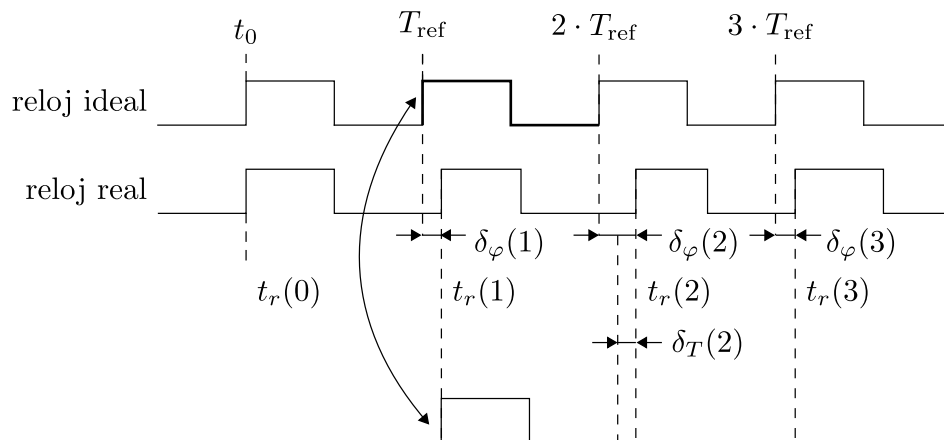 t₀ T_ref 2 · T_ref 3 · T_ref
reloj ideal
reloj real
δ_φ(1) δ_φ(2) δ_φ(3)
t_r(0) t_r(1) t_r(2) t_r(3)
δ_T(2)